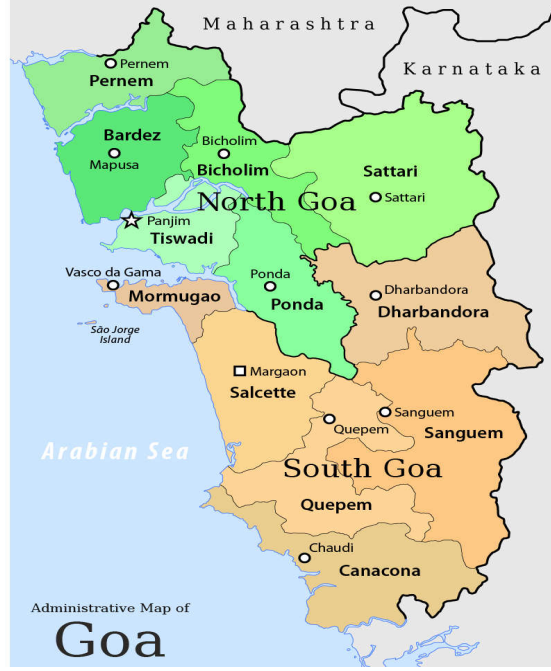 Maharashtra
Karnataka
Pernem
Pernem
Bardez
Mapusa
Bicholim
Bicholim
Sattari
Sattari
North Goa
Panjim
Tiswadi
Vasco da Gama
Mormugao
Ponda
Ponda
Dharbandora
Dharbandora
São Jorge
Island
Margaon
Salcette
Sanguem
Sanguem
Quepem
Arabian Sea
South Goa
Quepem
Chaudi
Canacona
Administrative Map of
Goa